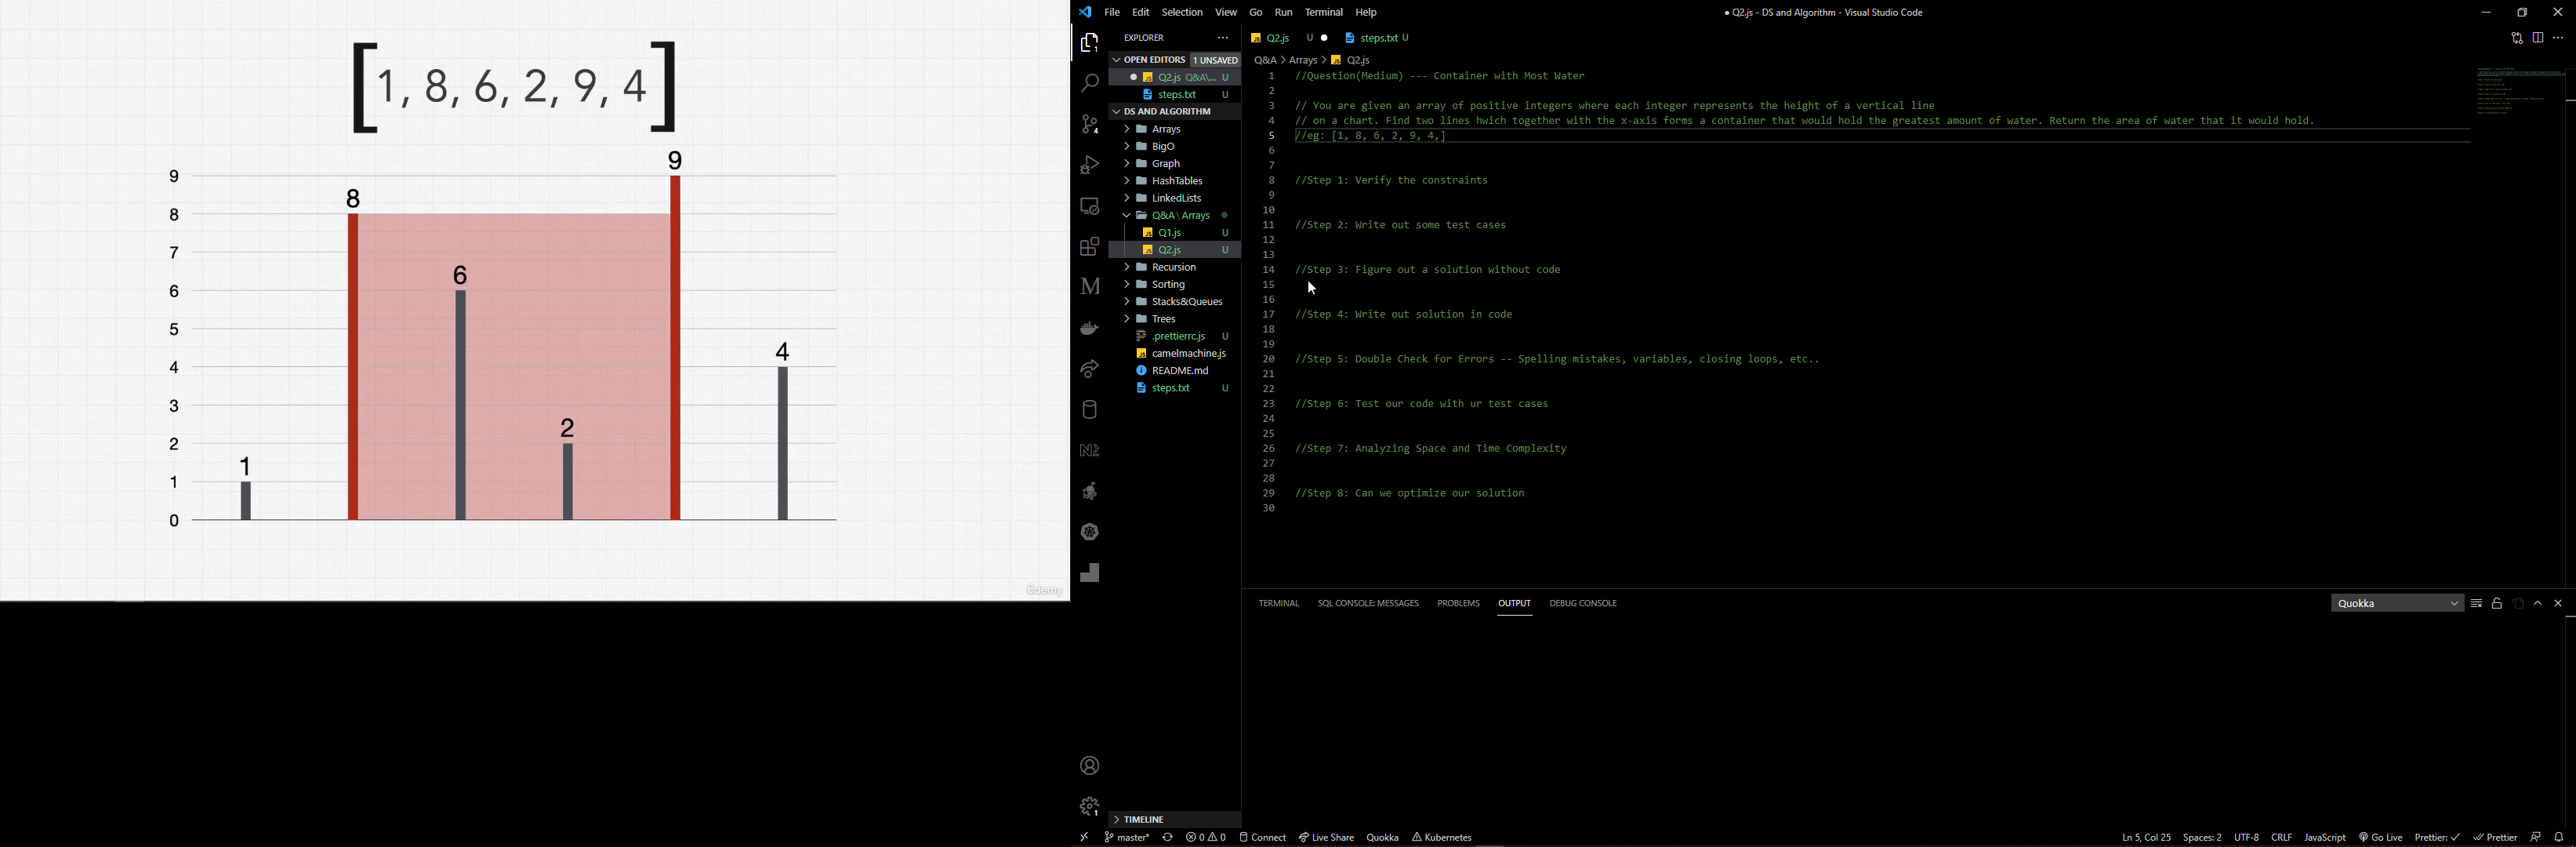 [1, 8, 6, 2, 9, 4]
9
8
9
8
7
6
6
5
4
4
3
2
2
1
1
0
Udemy
File Edit Selection View Go Run Terminal Help
● Q2.js - DS and Algorithm - Visual Studio Code
EXPLORER
OPEN EDITORS 1 UNSAVED
Q2.js Q&A\... U
steps.txt U
DS AND ALGORITHM
Arrays
BigO
Graph
HashTables
LinkedLists
Q&A \ Arrays
Q1.js U
Q2.js U
Recursion
Sorting
Stacks&Queues
Trees
.prettierrc.js U
camelmachine.js
README.md
steps.txt U
TIMELINE
Q2.js U
steps.txt U
Q&A > Arrays > Q2.js
1 //Question(Medium) --- Container with Most Water
2
3 // You are given an array of positive integers where each integer represents the height of a vertical line
4 // on a chart. Find two lines hwich together with the x-axis forms a container that would hold the greatest amount of water. Return the area of water that it would hold.
5 //eg: [1, 8, 6, 2, 9, 4,]
6
7
8 //Step 1: Verify the constraints
9
10
11 //Step 2: Write out some test cases
12
13
14 //Step 3: Figure out a solution without code
15
16
17 //Step 4: Write out solution in code
18
19
20 //Step 5: Double Check for Errors -- Spelling mistakes, variables, closing loops, etc..
21
22
23 //Step 6: Test our code with ur test cases
24
25
26 //Step 7: Analyzing Space and Time Complexity
27
28
29 //Step 8: Can we optimize our solution
30
TERMINAL SQL CONSOLE: MESSAGES PROBLEMS OUTPUT DEBUG CONSOLE
Quokka
master* 0 0 Connect Live Share Quokka Kubernetes
Ln 5, Col 25 Spaces: 2 UTF-8 CRLF JavaScript Go Live Prettier: ✓ Prettier